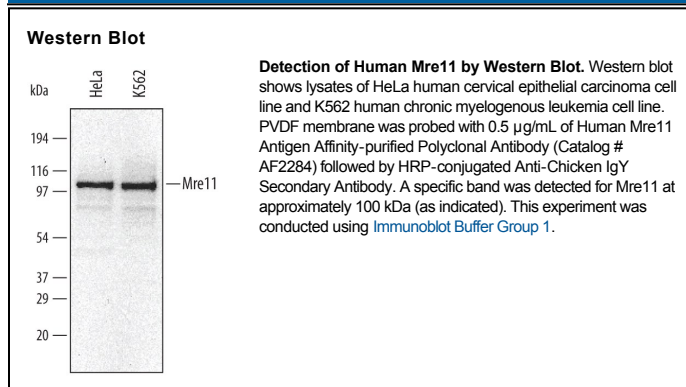 Western Blot
kDa
HeLa
K562
194
116
97
54
37
29
20
Mre11
Detection of Human Mre11 by Western Blot. Western blot
shows lysates of HeLa human cervical epithelial carcinoma cell
line and K562 human chronic myelogenous leukemia cell line.
PVDF membrane was probed with 0.5 µg/mL of Human Mre11
Antigen Affinity-purified Polyclonal Antibody (Catalog #
AF2284) followed by HRP-conjugated Anti-Chicken IgY
Secondary Antibody. A specific band was detected for Mre11 at
approximately 100 kDa (as indicated). This experiment was
conducted using Immunoblot Buffer Group 1.